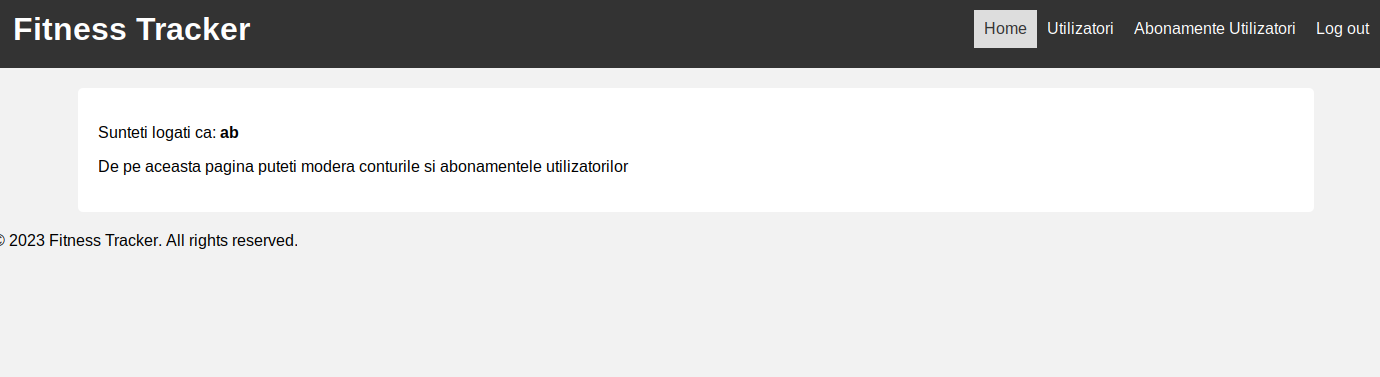 Fitness Tracker
Home Utilizatori Abonamente Utilizatori Log out
Sunteti logati ca: ab
De pe aceasta pagina puteti modera conturile si abonamentele utilizatorilor
© 2023 Fitness Tracker. All rights reserved.